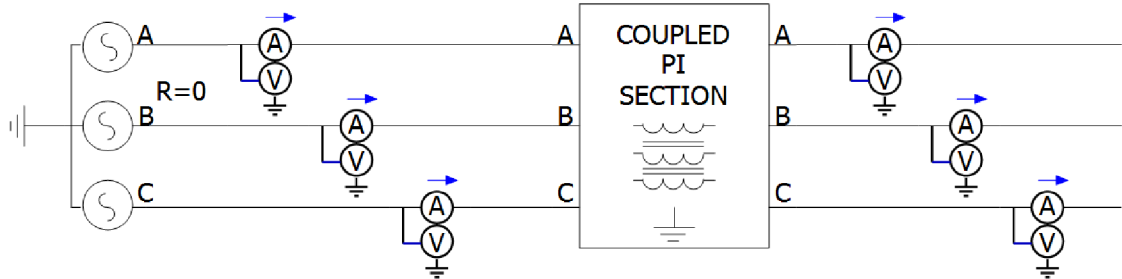 A A A COUPLED A A
V PI V
R=0 SECTION
B A B B A
V V
C A C C A
V V